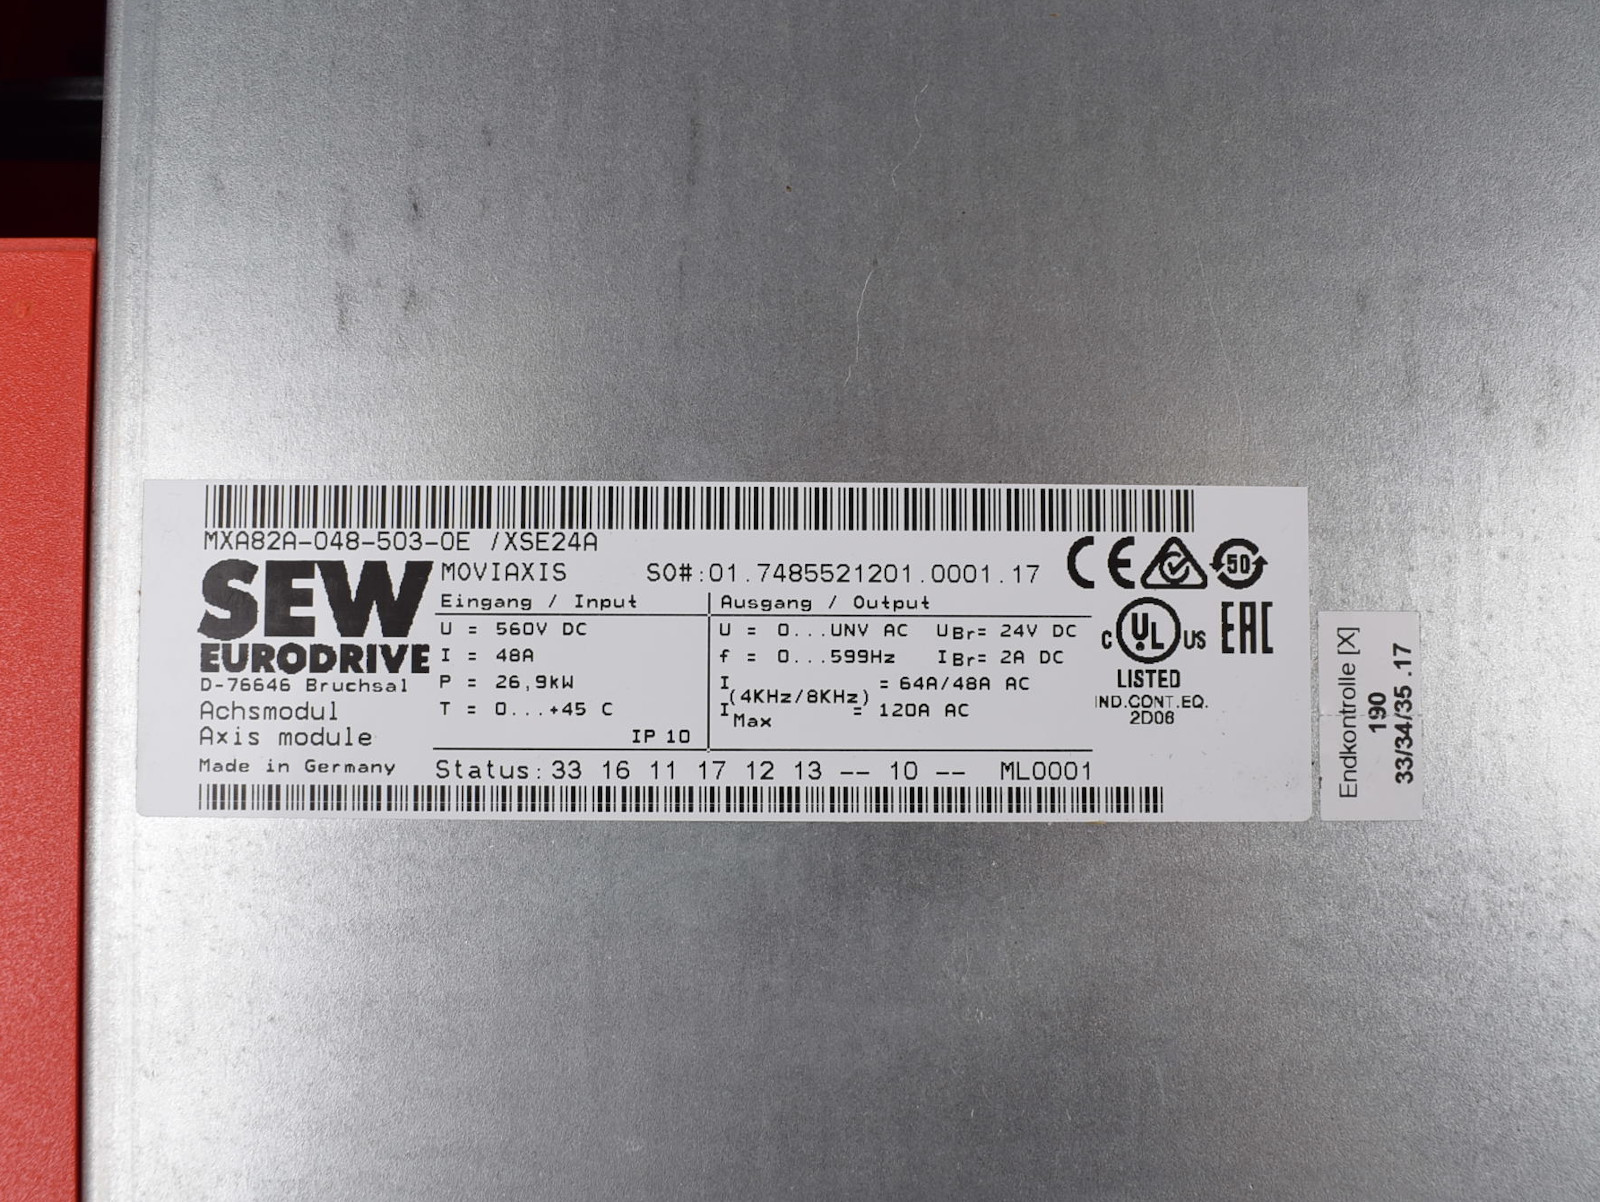 MXA82A-048-503-0E /XSE24A
SEW
EURODRIVE
D-76646 Bruchsal
Achsmodul
Axis module
Made in Germany
MOVIAXIS SO#:01.7485521201.0001.17
Eingang / Input
U = 560V DC
I = 48A
P = 26,9kW
T = 0...+45 C
IP 10
Ausgang / Output
U = 0...UNV AC UBr= 24V DC
f = 0...599Hz IBr= 2A DC
I(4KHz/8KHz) = 64A/48A AC
IMax = 120A AC
Status: 33 16 11 17 12 13 -- 10 -- ML0001
CE
50
C UL US
EAC
LISTED
IND.CONT.EQ.
2D06
Endkontrolle [X]
190
33/34/35 .17